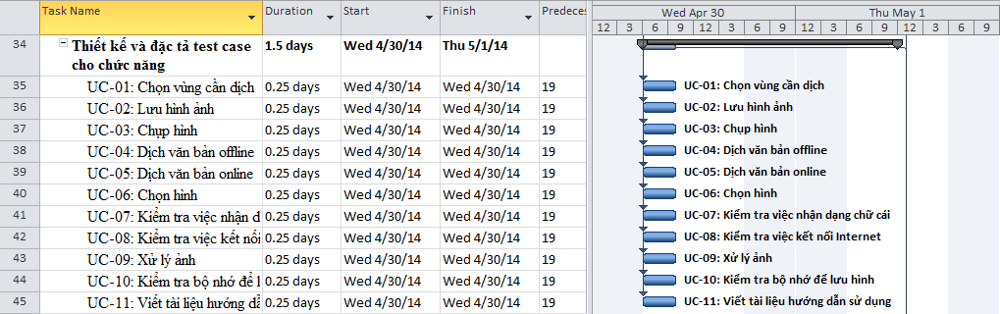 Task Name Duration Start Finish Predeces Wed Apr 30 Thu May 1
12 3 6 9 12 3 6 9 12 3 6 9 12 3 6 9
34 Thiết kế và đặc tả test case 1.5 days Wed 4/30/14 Thu 5/1/14
cho chức năng
35 UC-01: Chọn vùng cần dịch 0.25 days Wed 4/30/14 Wed 4/30/14 19 UC-01: Chọn vùng cần dịch
36 UC-02: Lưu hình ảnh 0.25 days Wed 4/30/14 Wed 4/30/14 19 UC-02: Lưu hình ảnh
37 UC-03: Chụp hình 0.25 days Wed 4/30/14 Wed 4/30/14 19 UC-03: Chụp hình
38 UC-04: Dịch văn bản offline 0.25 days Wed 4/30/14 Wed 4/30/14 19 UC-04: Dịch văn bản offline
39 UC-05: Dịch văn bản online 0.25 days Wed 4/30/14 Wed 4/30/14 19 UC-05: Dịch văn bản online
40 UC-06: Chọn hình 0.25 days Wed 4/30/14 Wed 4/30/14 19 UC-06: Chọn hình
41 UC-07: Kiểm tra việc nhận d 0.25 days Wed 4/30/14 Wed 4/30/14 19 UC-07: Kiểm tra việc nhận dạng chữ cái
42 UC-08: Kiểm tra việc kết nối 0.25 days Wed 4/30/14 Wed 4/30/14 19 UC-08: Kiểm tra việc kết nối Internet
43 UC-09: Xử lý ảnh 0.25 days Wed 4/30/14 Wed 4/30/14 19 UC-09: Xử lý ảnh
44 UC-10: Kiểm tra bộ nhớ để l 0.25 days Wed 4/30/14 Wed 4/30/14 19 UC-10: Kiểm tra bộ nhớ để lưu hình
45 UC-11: Viết tài liệu hướng dẫ 0.25 days Wed 4/30/14 Wed 4/30/14 19 UC-11: Viết tài liệu hướng dẫn sử dụng